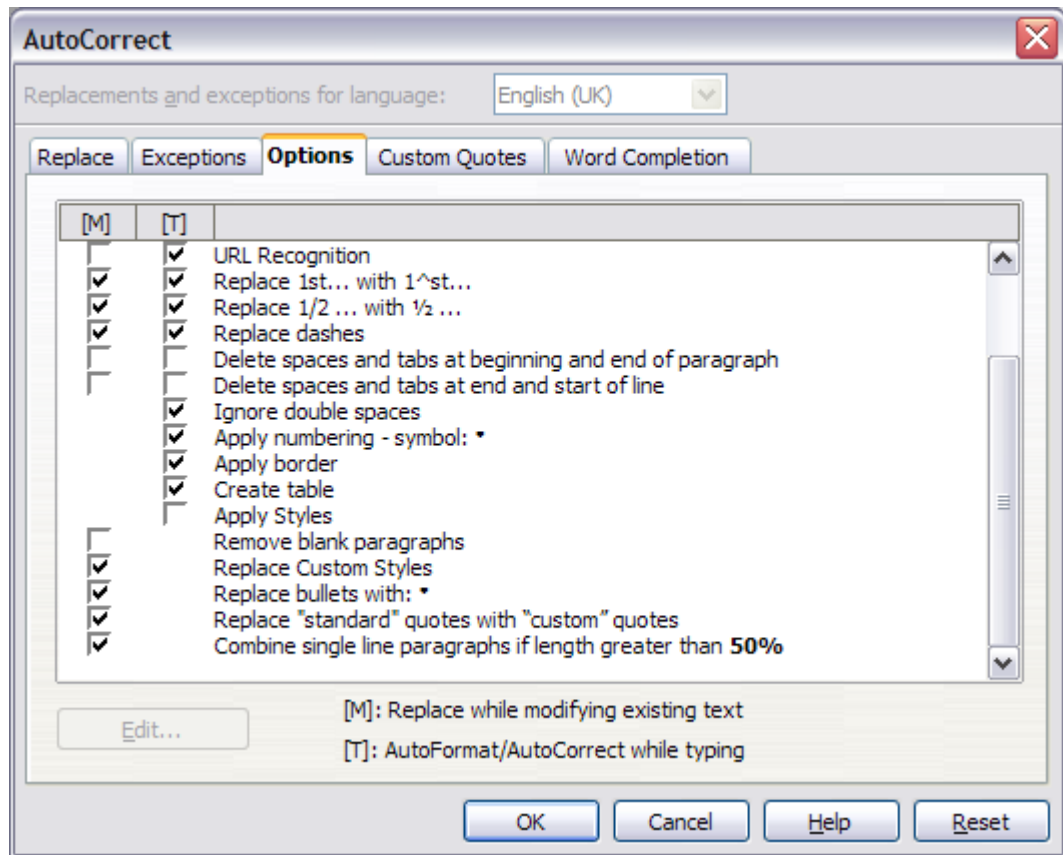 AutoCorrect
Replacements and exceptions for language: English (UK)
Replace Exceptions Options Custom Quotes Word Completion
[M] [T]
URL Recognition
Replace 1st... with 1^st...
Replace 1/2 ... with ½ ...
Replace dashes
Delete spaces and tabs at beginning and end of paragraph
Delete spaces and tabs at end and start of line
Ignore double spaces
Apply numbering - symbol: •
Apply border
Create table
Apply Styles
Remove blank paragraphs
Replace Custom Styles
Replace bullets with: •
Replace "standard" quotes with “custom” quotes
Combine single line paragraphs if length greater than 50%
Edit...
[M]: Replace while modifying existing text
[T]: AutoFormat/AutoCorrect while typing
OK Cancel Help Reset